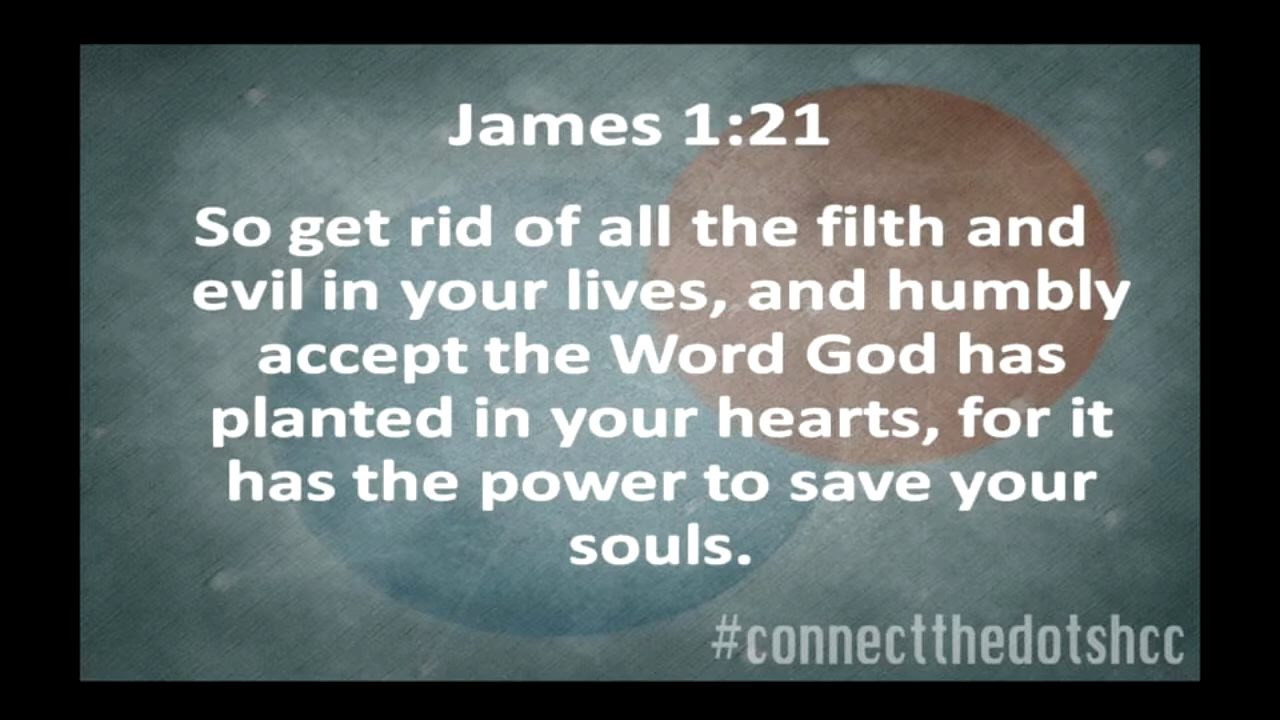 James 1:21
So get rid of all the filth and
evil in your lives, and humbly
accept the Word God has
planted in your hearts, for it
has the power to save your
souls.
#connectthedotshcc